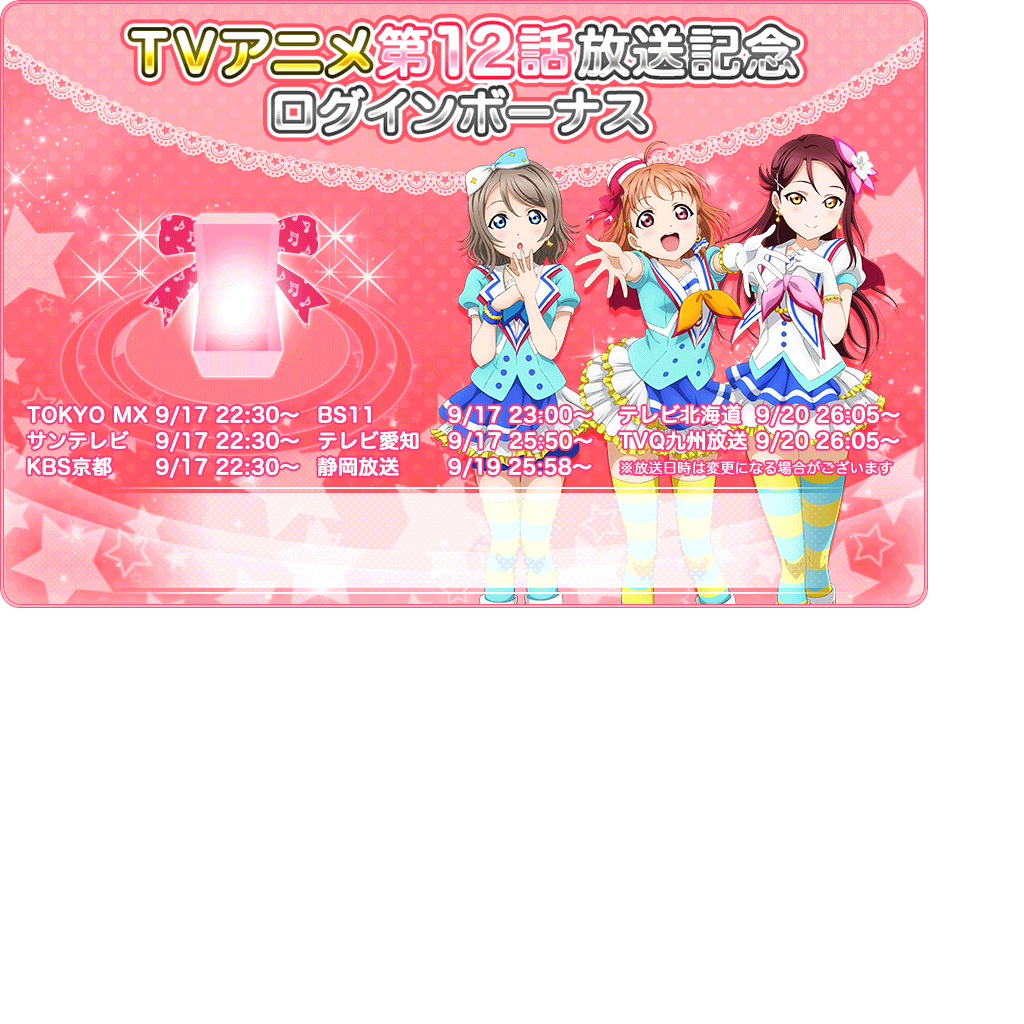 TVアニメ第12話放送記念
ログインボーナス
TOKYO MX 9/17 22:30～ BS11 9/17 23:00～ テレビ北海道 9/20 26:05～
サンテレビ 9/17 22:30～ テレビ愛知 9/17 25:50～ TVQ九州放送 9/20 26:05～
KBS京都 9/17 22:30～ 静岡放送 9/19 25:58～ ※放送日時は変更になる場合がございます